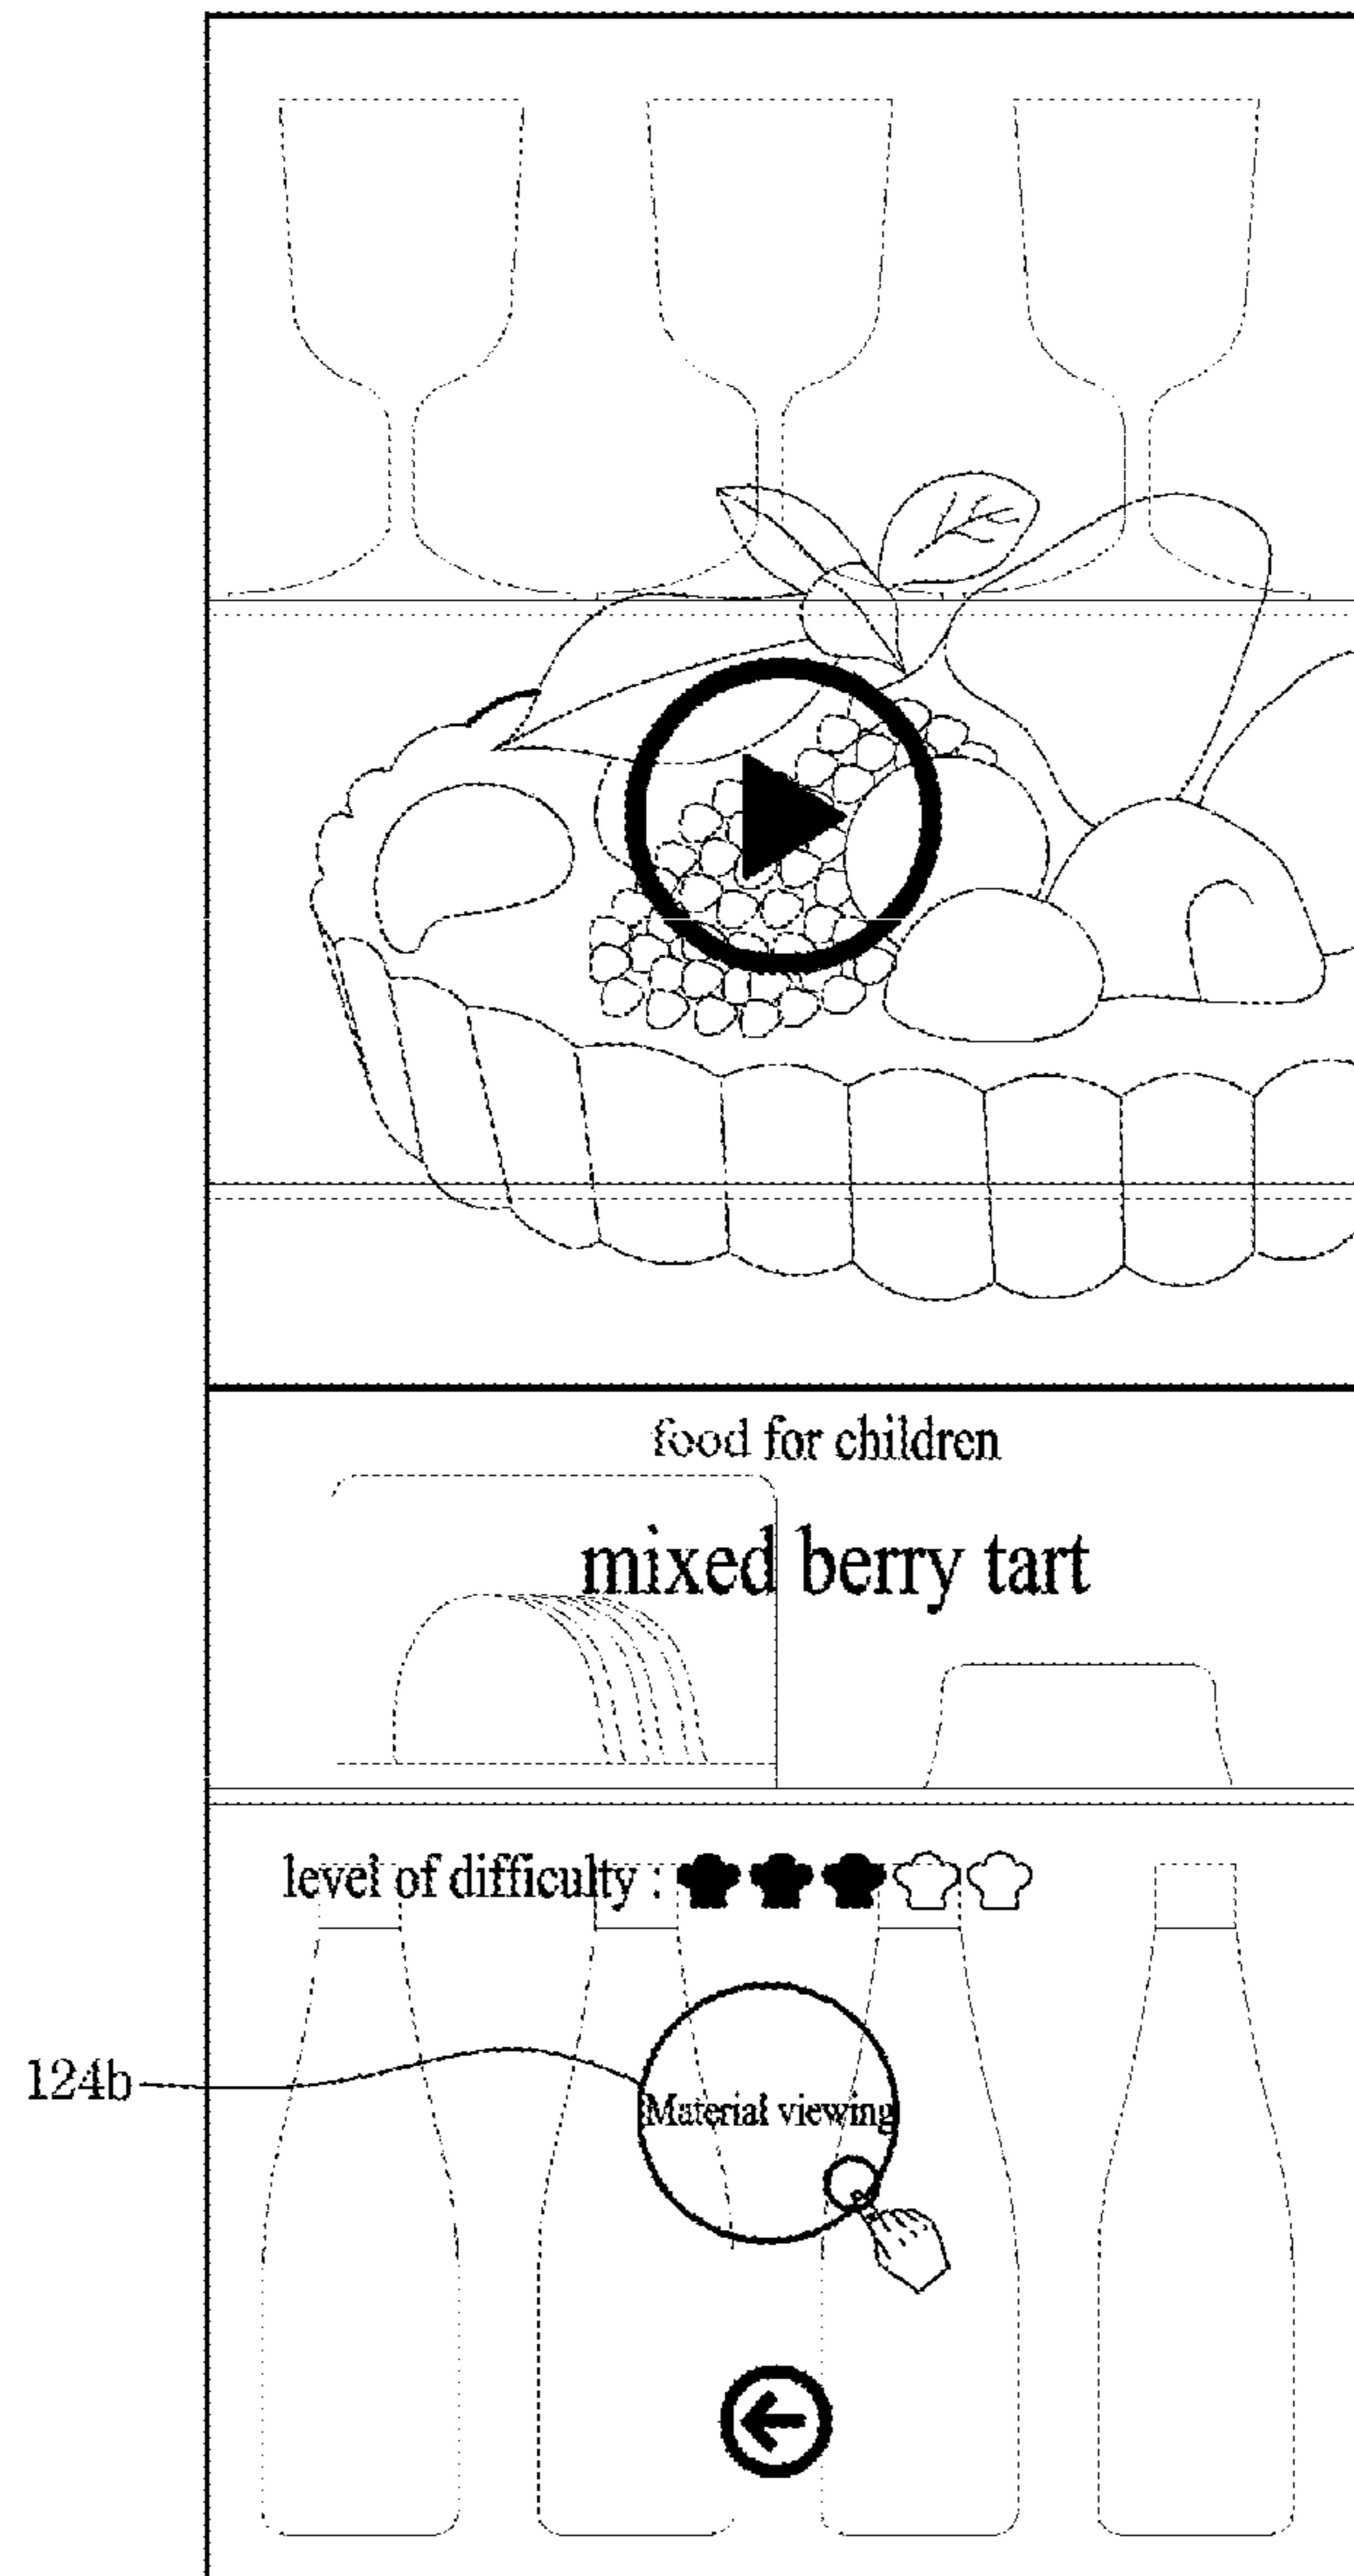 food for children
mixed berry tart
level of difficulty :
124b
Material viewing